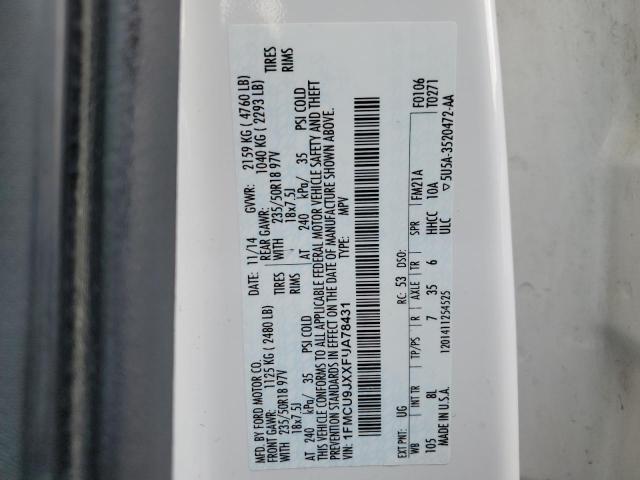 MFD. BY FORD MOTOR CO.
DATE: 11/14 GVWR: 2159 KG ( 4760 LB)
FRONT GAWR: 1125 KG ( 2480 LB) REAR GAWR: 1040 KG ( 2293 LB)
WITH 235/50R18 97V TIRES WITH 235/50R18 97V TIRES
18x7.5J RIMS 18x7.5J RIMS
AT 240 kPa/ 35 PSI COLD AT 240 kPa/ 35 PSI COLD
THIS VEHICLE CONFORMS TO ALL APPLICABLE FEDERAL MOTOR VEHICLE SAFETY AND THEFT
PREVENTION STANDARDS IN EFFECT ON THE DATE OF MANUFACTURE SHOWN ABOVE.
VIN: 1FMCU9JXXFUA78431 TYPE: MPV
EXT PNT: UG RC: 53 DSO: F0106
WB INT TR TP/PS R AXLE TR SPR FM21A T0271
105 8L 7 35 6 HHCC 10A
MADE IN U.S.A. 12014112545​25 ULC ▽5U5A-3520472-AA